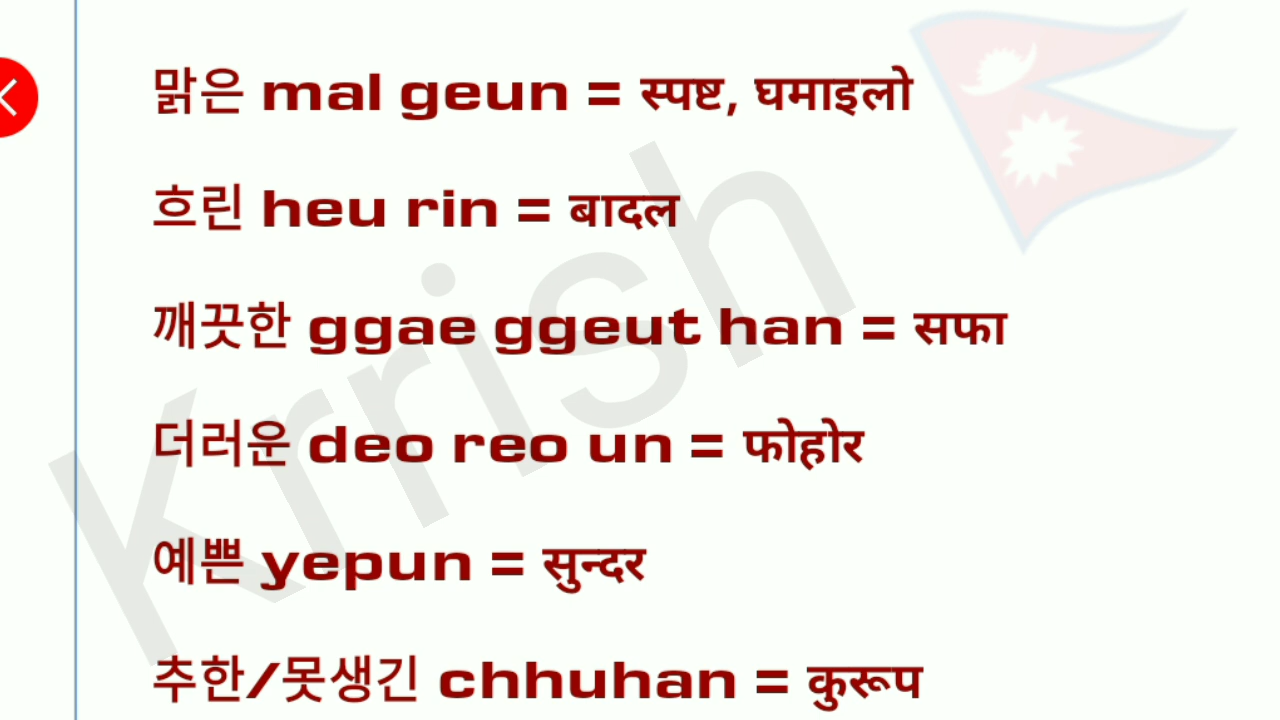 맑은 mal geun = स्पष्ट, घमाइलो
흐린 heu rin = बादल
깨끗한 ggae ggeut han = सफा
더러운 deo reo un = फोहोर
예쁜 yepun = सुन्दर
추한/못생긴 chhuhan = कुरूप
Krrish